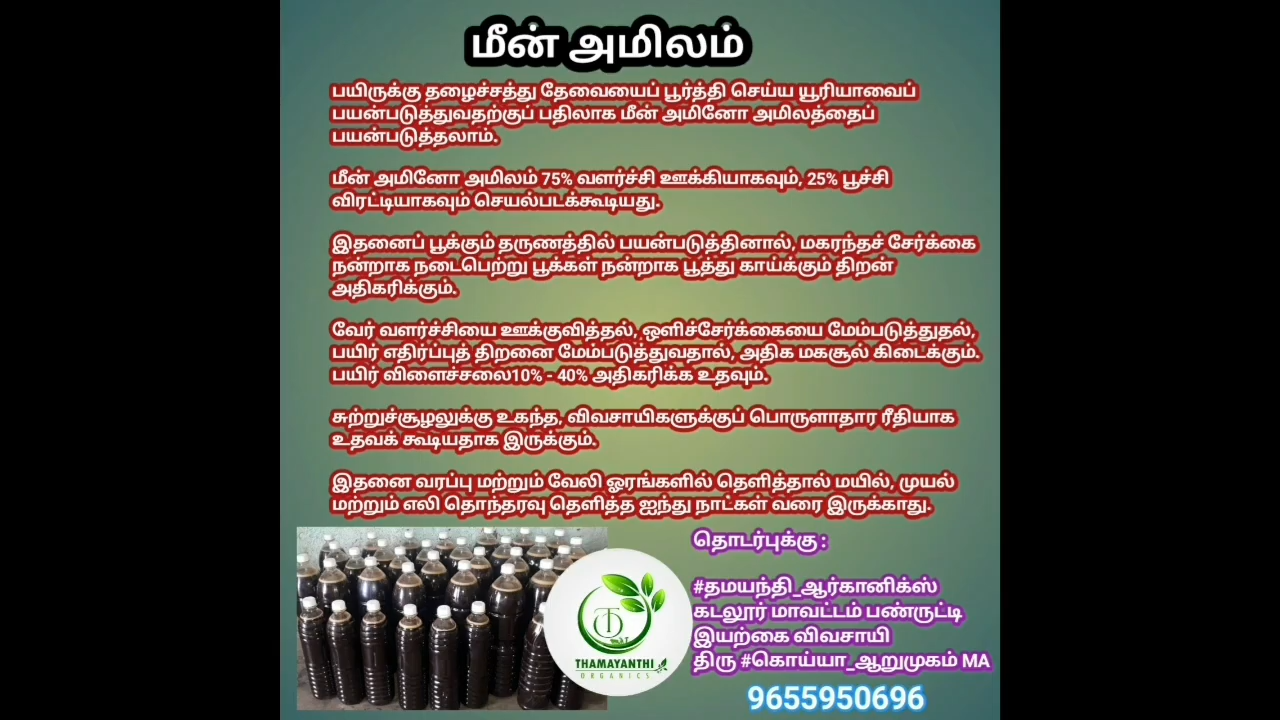 மீன் அமிலம்
பயிருக்கு தழைச்சத்து தேவையைப் பூர்த்தி செய்ய யூரியாவைப்
பயன்படுத்துவதற்குப் பதிலாக மீன் அமினோ அமிலத்தைப்
பயன்படுத்தலாம்.
மீன் அமினோ அமிலம் 75% வளர்ச்சி ஊக்கியாகவும், 25% பூச்சி
விரட்டியாகவும் செயல்படக்கூடியது.
இதனைப் பூக்கும் தருணத்தில் பயன்படுத்தினால், மகரந்தச் சேர்க்கை
நன்றாக நடைபெற்று பூக்கள் நன்றாக பூத்து காய்க்கும் திறன்
அதிகரிக்கும்.
வேர் வளர்ச்சியை ஊக்குவித்தல், ஒளிச்சேர்க்கையை மேம்படுத்துதல்,
பயிர் எதிர்ப்புத் திறனை மேம்படுத்துவதால், அதிக மகசூல் கிடைக்கும்.
பயிர் விளைச்சலை10% - 40% அதிகரிக்க உதவும்.
சுற்றுச்சூழலுக்கு உகந்த, விவசாயிகளுக்குப் பொருளாதார ரீதியாக
உதவக் கூடியதாக இருக்கும்.
இதனை வரப்பு மற்றும் வேலி ஓரங்களில் தெளித்தால் மயில், முயல்
மற்றும் எலி தொந்தரவு தெளித்த ஐந்து நாட்கள் வரை இருக்காது.
தொடர்புக்கு :
#தமயந்தி_ஆர்கானிக்ஸ்
கடலூர் மாவட்டம் பண்ருட்டி
இயற்கை விவசாயி
திரு #கொய்யா_ஆறுமுகம் MA
9655950696
த
THAMAYANTHI
ORGANICS